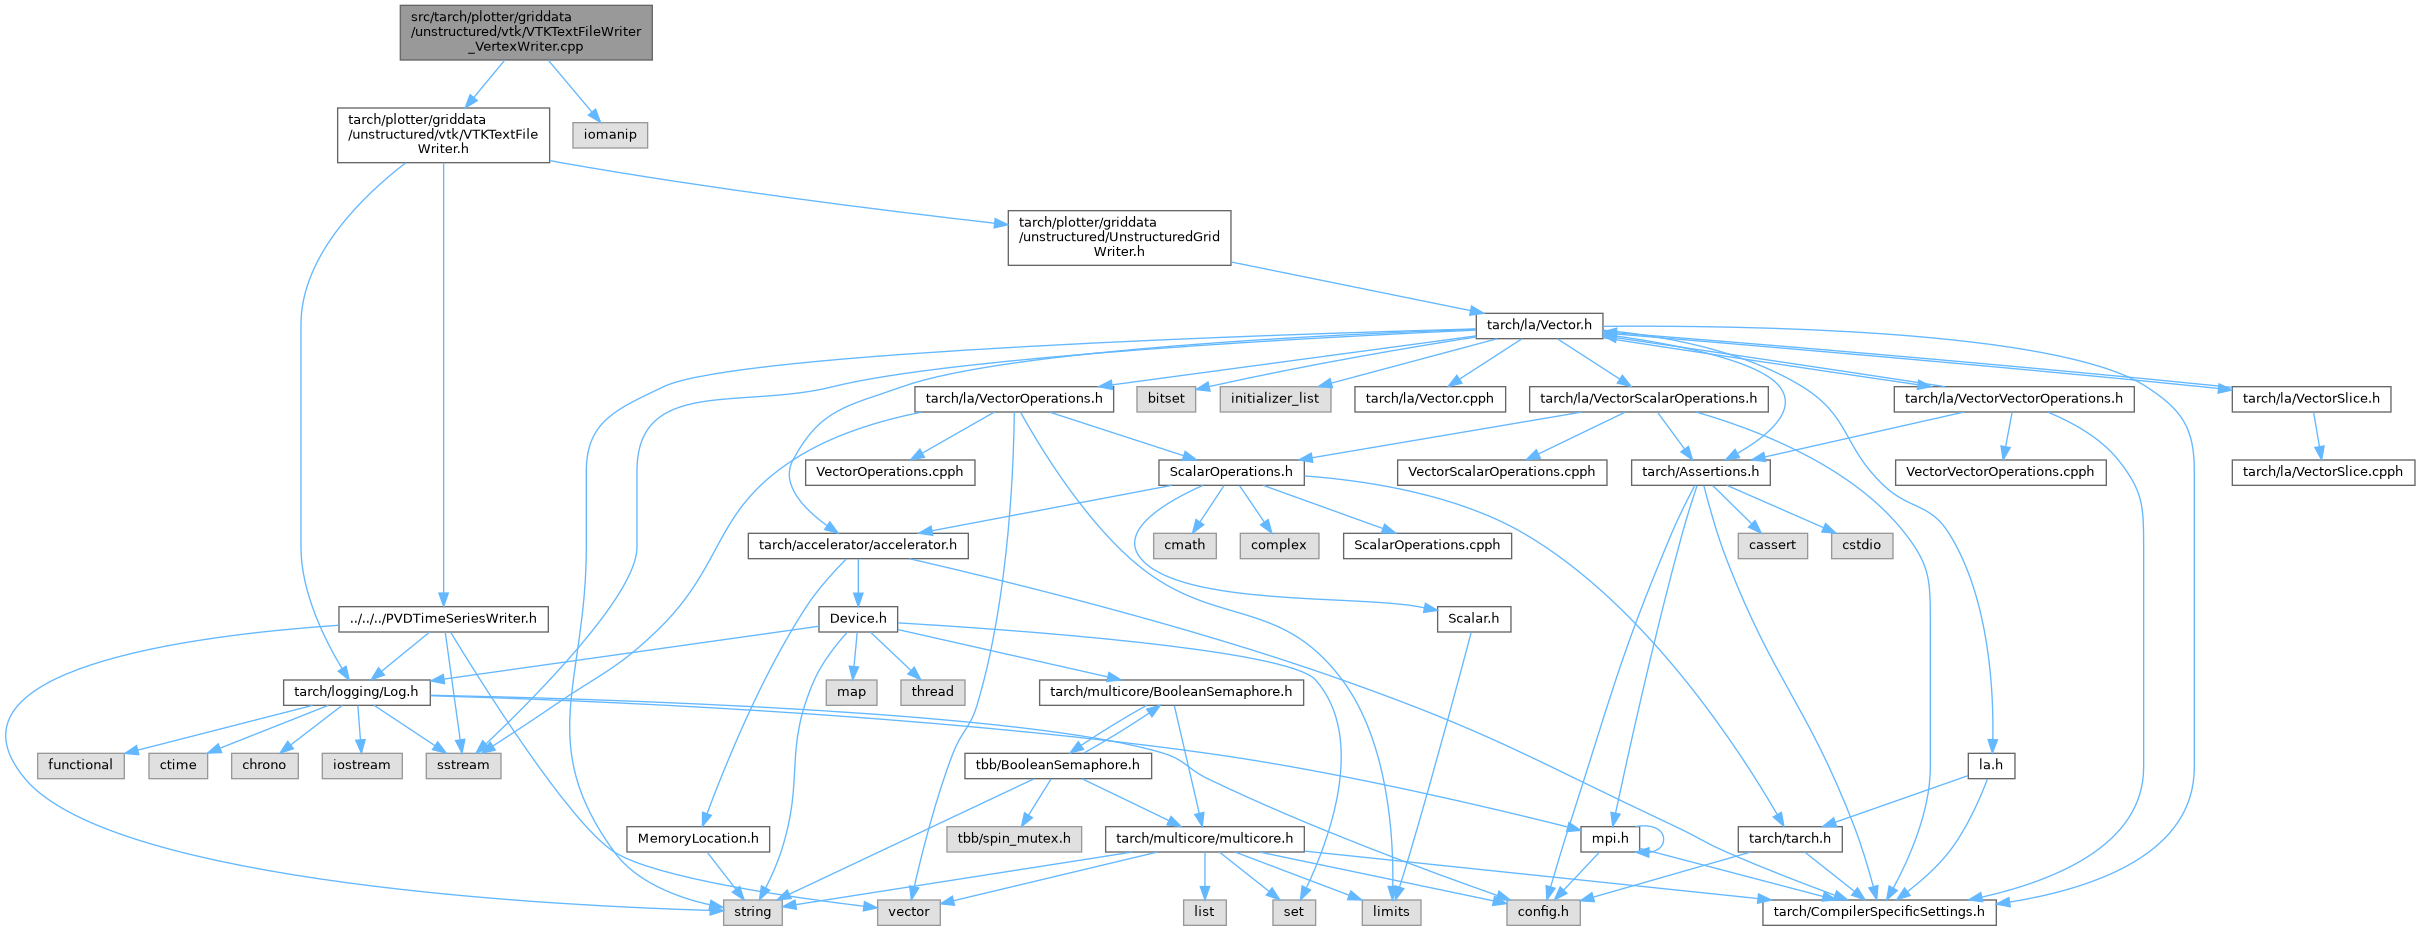 src/tarch/plotter/griddata
/unstructured/vtk/VTKTextFileWriter
_VertexWriter.cpp
tarch/plotter/griddata
/unstructured/vtk/VTKTextFile
Writer.h
iomanip
tarch/plotter/griddata
/unstructured/UnstructuredGrid
Writer.h
tarch/la/Vector.h
tarch/la/VectorOperations.h
bitset
initializer_list
tarch/la/Vector.cpph
tarch/la/VectorScalarOperations.h
tarch/la/VectorVectorOperations.h
tarch/la/VectorSlice.h
VectorOperations.cpph
ScalarOperations.h
VectorScalarOperations.cpph
tarch/Assertions.h
VectorVectorOperations.cpph
tarch/la/VectorSlice.cpph
tarch/accelerator/accelerator.h
cmath
complex
ScalarOperations.cpph
cassert
cstdio
../../../PVDTimeSeriesWriter.h
Device.h
Scalar.h
tarch/logging/Log.h
map
thread
tarch/multicore/BooleanSemaphore.h
functional
ctime
chrono
iostream
sstream
tbb/BooleanSemaphore.h
la.h
MemoryLocation.h
tbb/spin_mutex.h
tarch/multicore/multicore.h
mpi.h
tarch/tarch.h
string
vector
list
set
limits
config.h
tarch/CompilerSpecificSettings.h